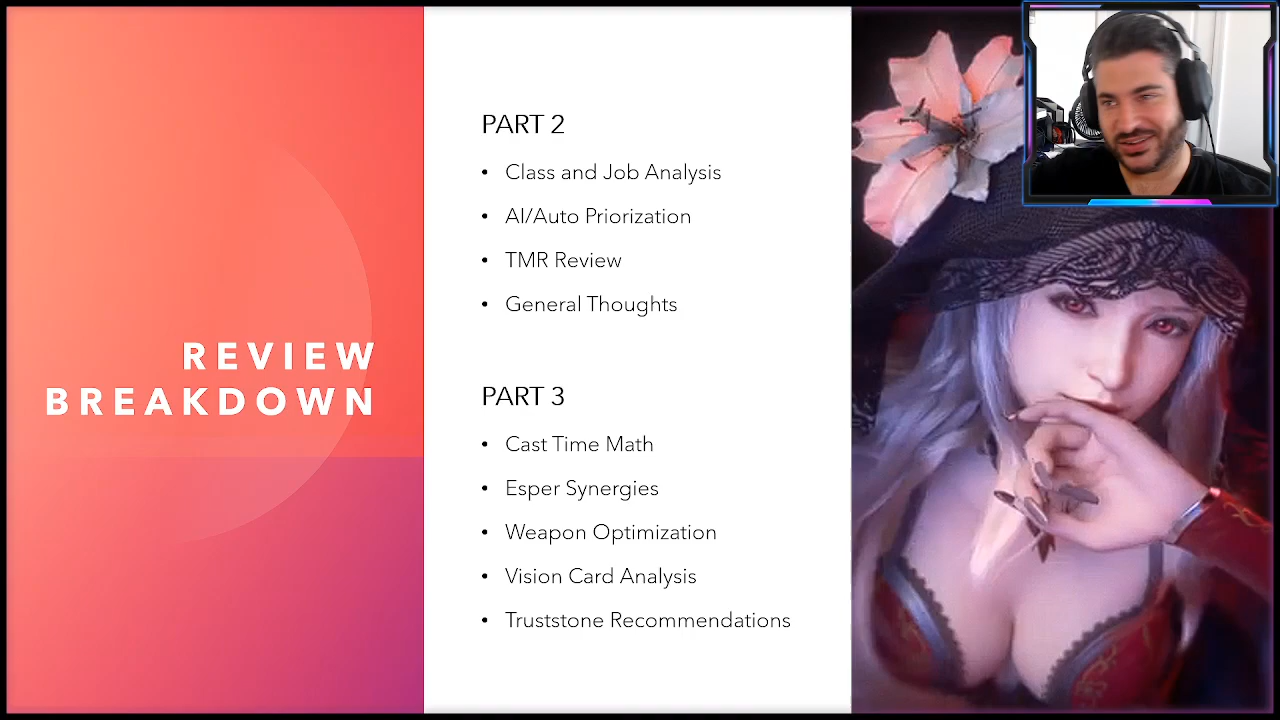 REVIEW
BREAKDOWN
PART 2
• Class and Job Analysis
• AI/Auto Priorization
• TMR Review
• General Thoughts
PART 3
• Cast Time Math
• Esper Synergies
• Weapon Optimization
• Vision Card Analysis
• Truststone Recommendations